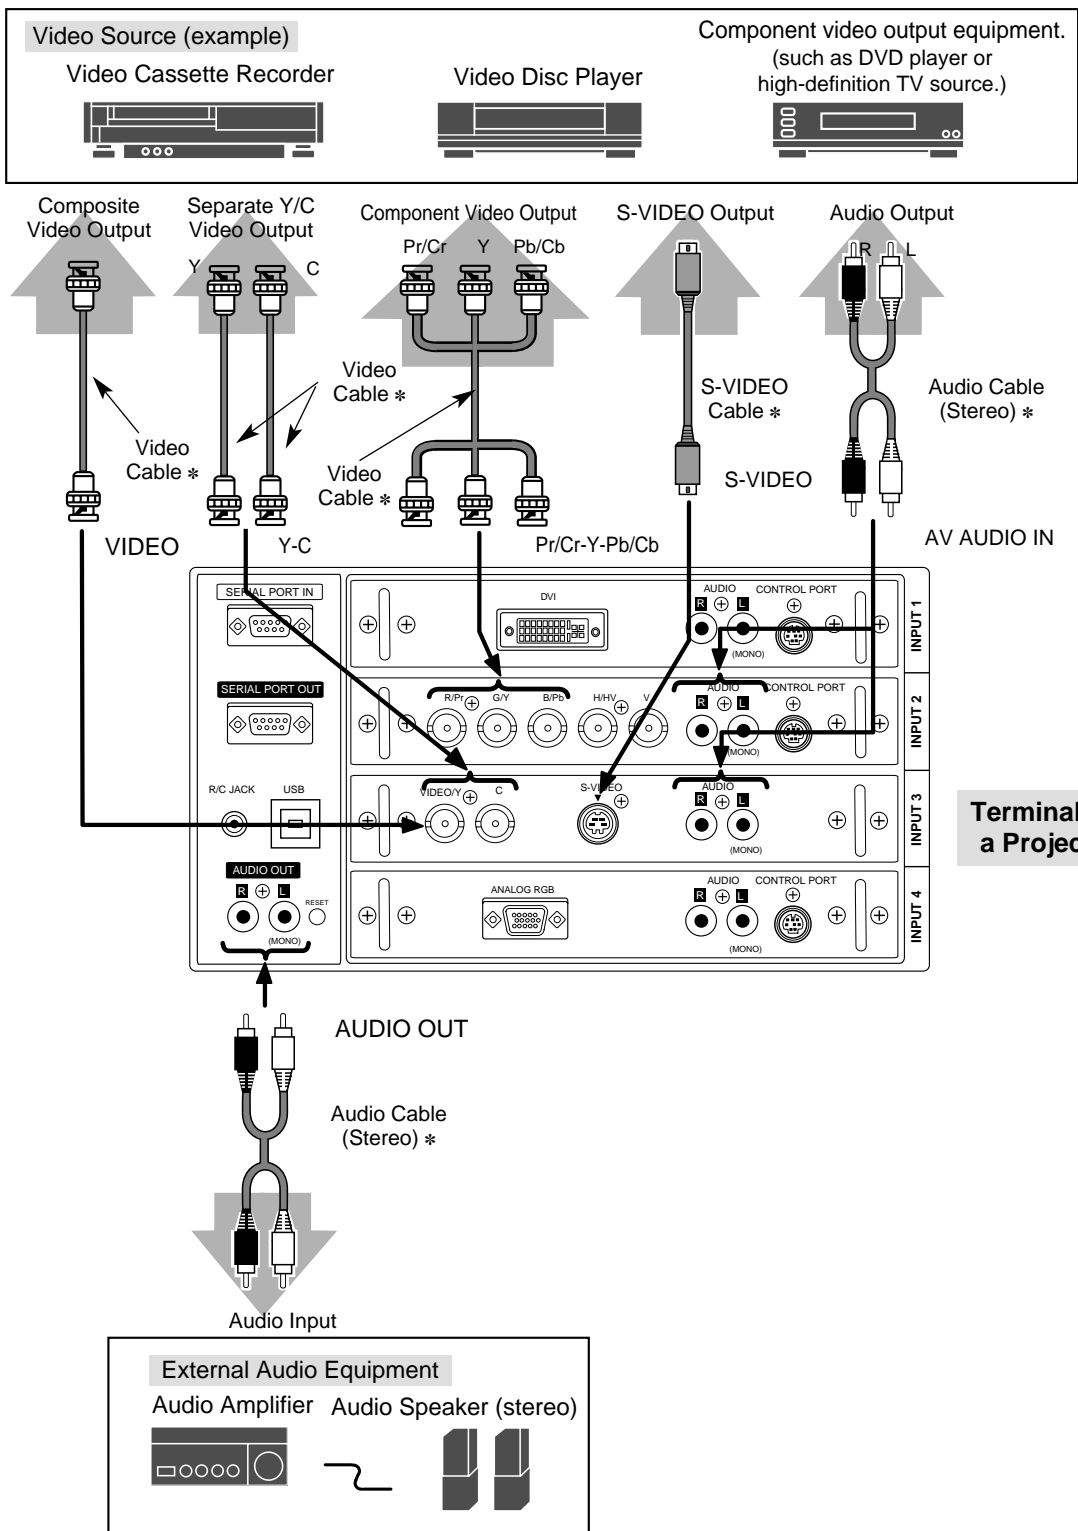 Video Source (example)
Video Cassette Recorder
Video Disc Player
Component video output equipment.
(such as DVD player or
high-definition TV source.)
Composite
Video Output
Separate Y/C
Video Output
Y
C
Component Video Output
Pr/Cr
Y
Pb/Cb
S-VIDEO Output
Audio Output
R
L
Video
Cable *
Video
Cable *
Video
Cable *
S-VIDEO
Cable *
Audio Cable
(Stereo) *
VIDEO
Y-C
Pr/Cr-Y-Pb/Cb
S-VIDEO
AV AUDIO IN
SERIAL PORT IN
DVI
AUDIO
R
L
(MONO)
CONTROL PORT
INPUT 1
SERIAL PORT OUT
R/Pr
G/Y
B/Pb
H/HV
V
AUDIO
R
L
(MONO)
CONTROL PORT
INPUT 2
R/C JACK
USB
VIDEO/Y
C
S-VIDEO
AUDIO
R
L
(MONO)
INPUT 3
Terminal
a Projec
AUDIO OUT
R
L
RESET
(MONO)
ANALOG RGB
AUDIO
R
L
(MONO)
CONTROL PORT
INPUT 4
AUDIO OUT
Audio Cable
(Stereo) *
Audio Input
External Audio Equipment
Audio Amplifier
Audio Speaker (stereo)